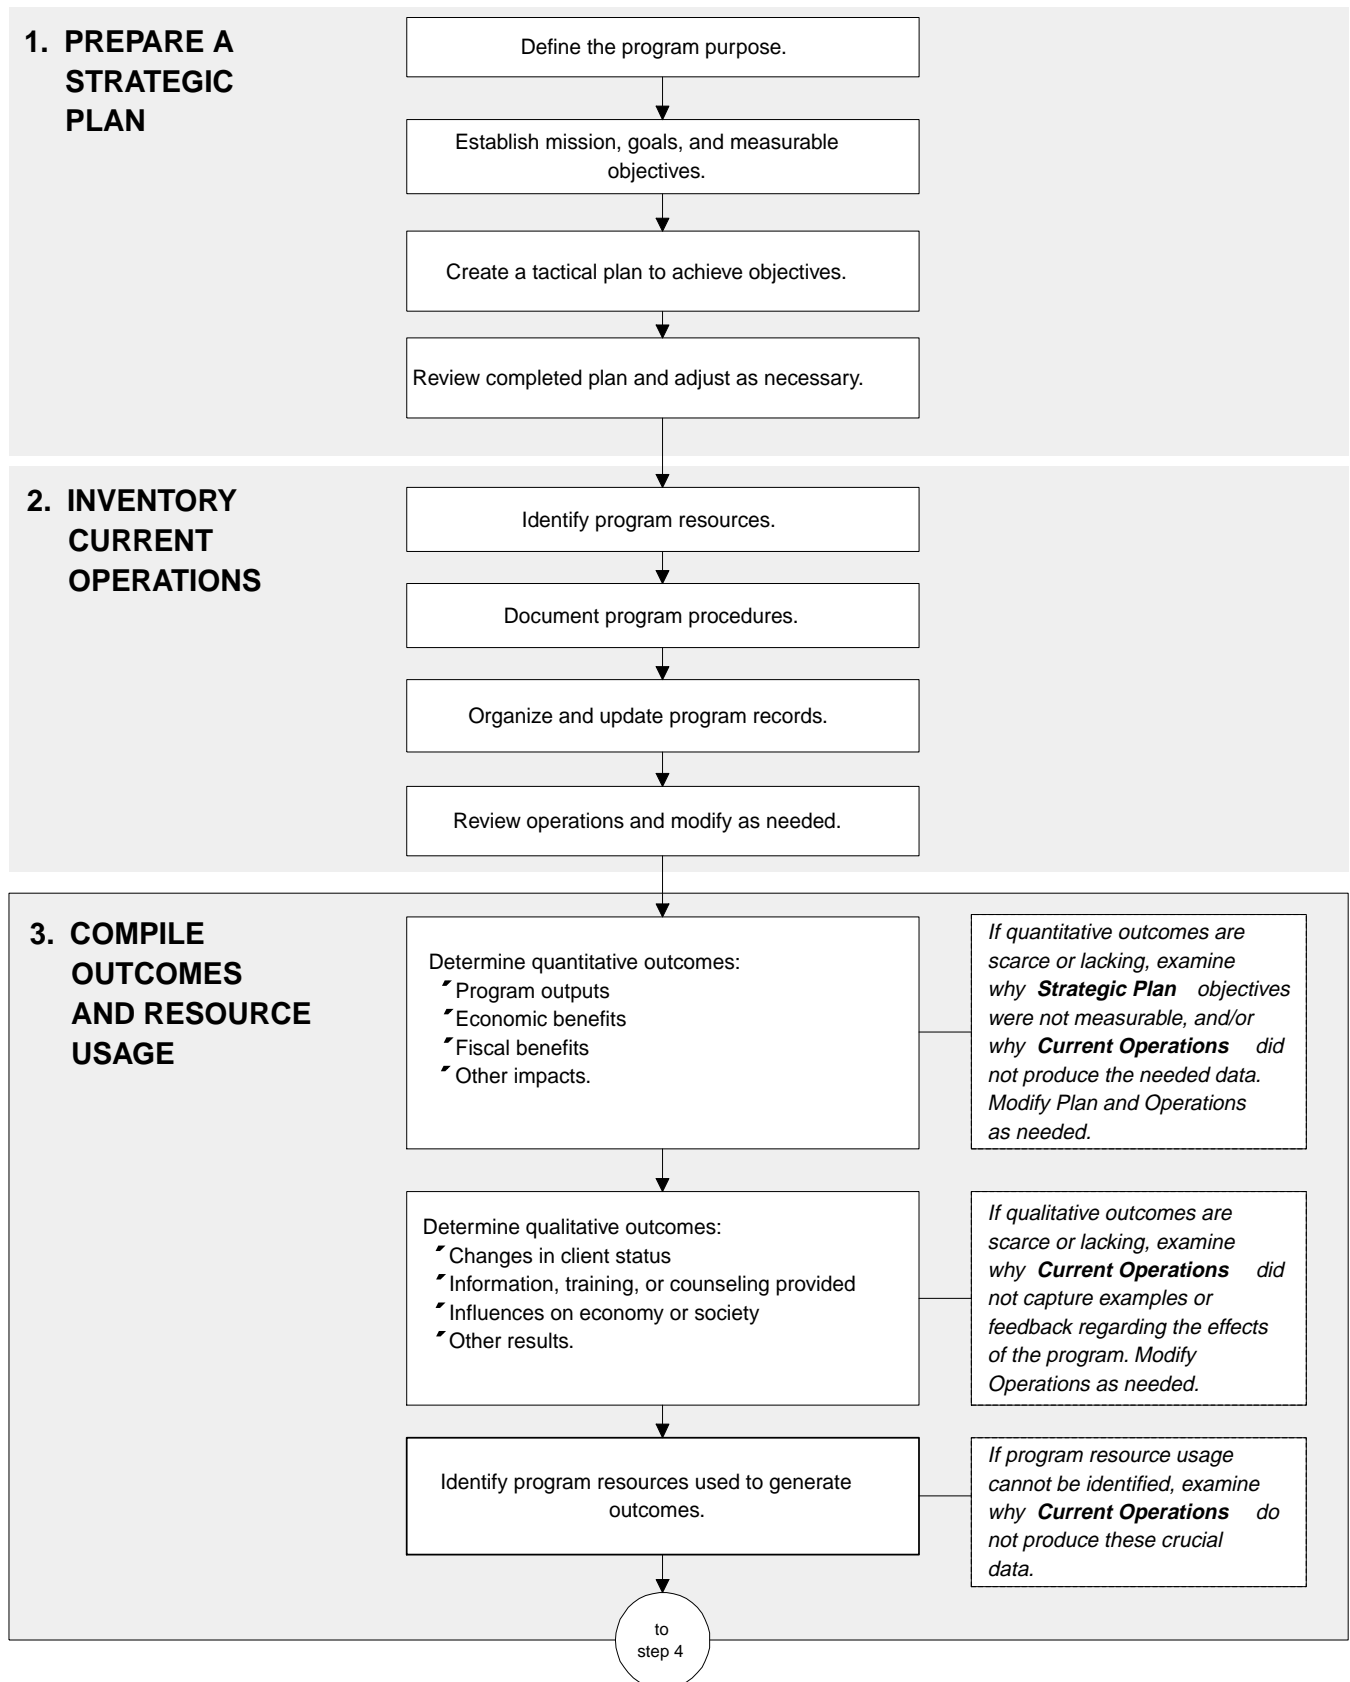 1. PREPARE A
STRATEGIC
PLAN
Define the program purpose.
Establish mission, goals, and measurable
objectives.
Create a tactical plan to achieve objectives.
Review completed plan and adjust as necessary.
2. INVENTORY
CURRENT
OPERATIONS
Identify program resources.
Document program procedures.
Organize and update program records.
Review operations and modify as needed.
3. COMPILE
OUTCOMES
AND RESOURCE
USAGE
Determine quantitative outcomes:
Program outputs
Economic benefits
Fiscal benefits
Other impacts.
If quantitative outcomes are
scarce or lacking, examine
why Strategic Plan objectives
were not measurable, and/or
why Current Operations did
not produce the needed data.
Modify Plan and Operations
as needed.
Determine qualitative outcomes:
Changes in client status
Information, training, or counseling provided
Influences on economy or society
Other results.
If qualitative outcomes are
scarce or lacking, examine
why Current Operations did
not capture examples or
feedback regarding the effects
of the program. Modify
Operations as needed.
Identify program resources used to generate
outcomes.
If program resource usage
cannot be identified, examine
why Current Operations do
not produce these crucial
data.
to
step 4